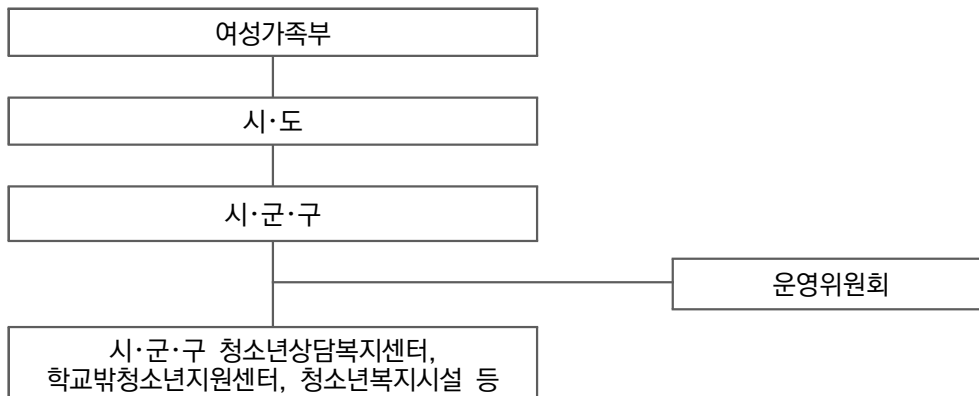 여성가족부
시·도
시·군·구
운영위원회
시·군·구 청소년상담복지센터,
학교밖청소년지원센터, 청소년복지시설 등